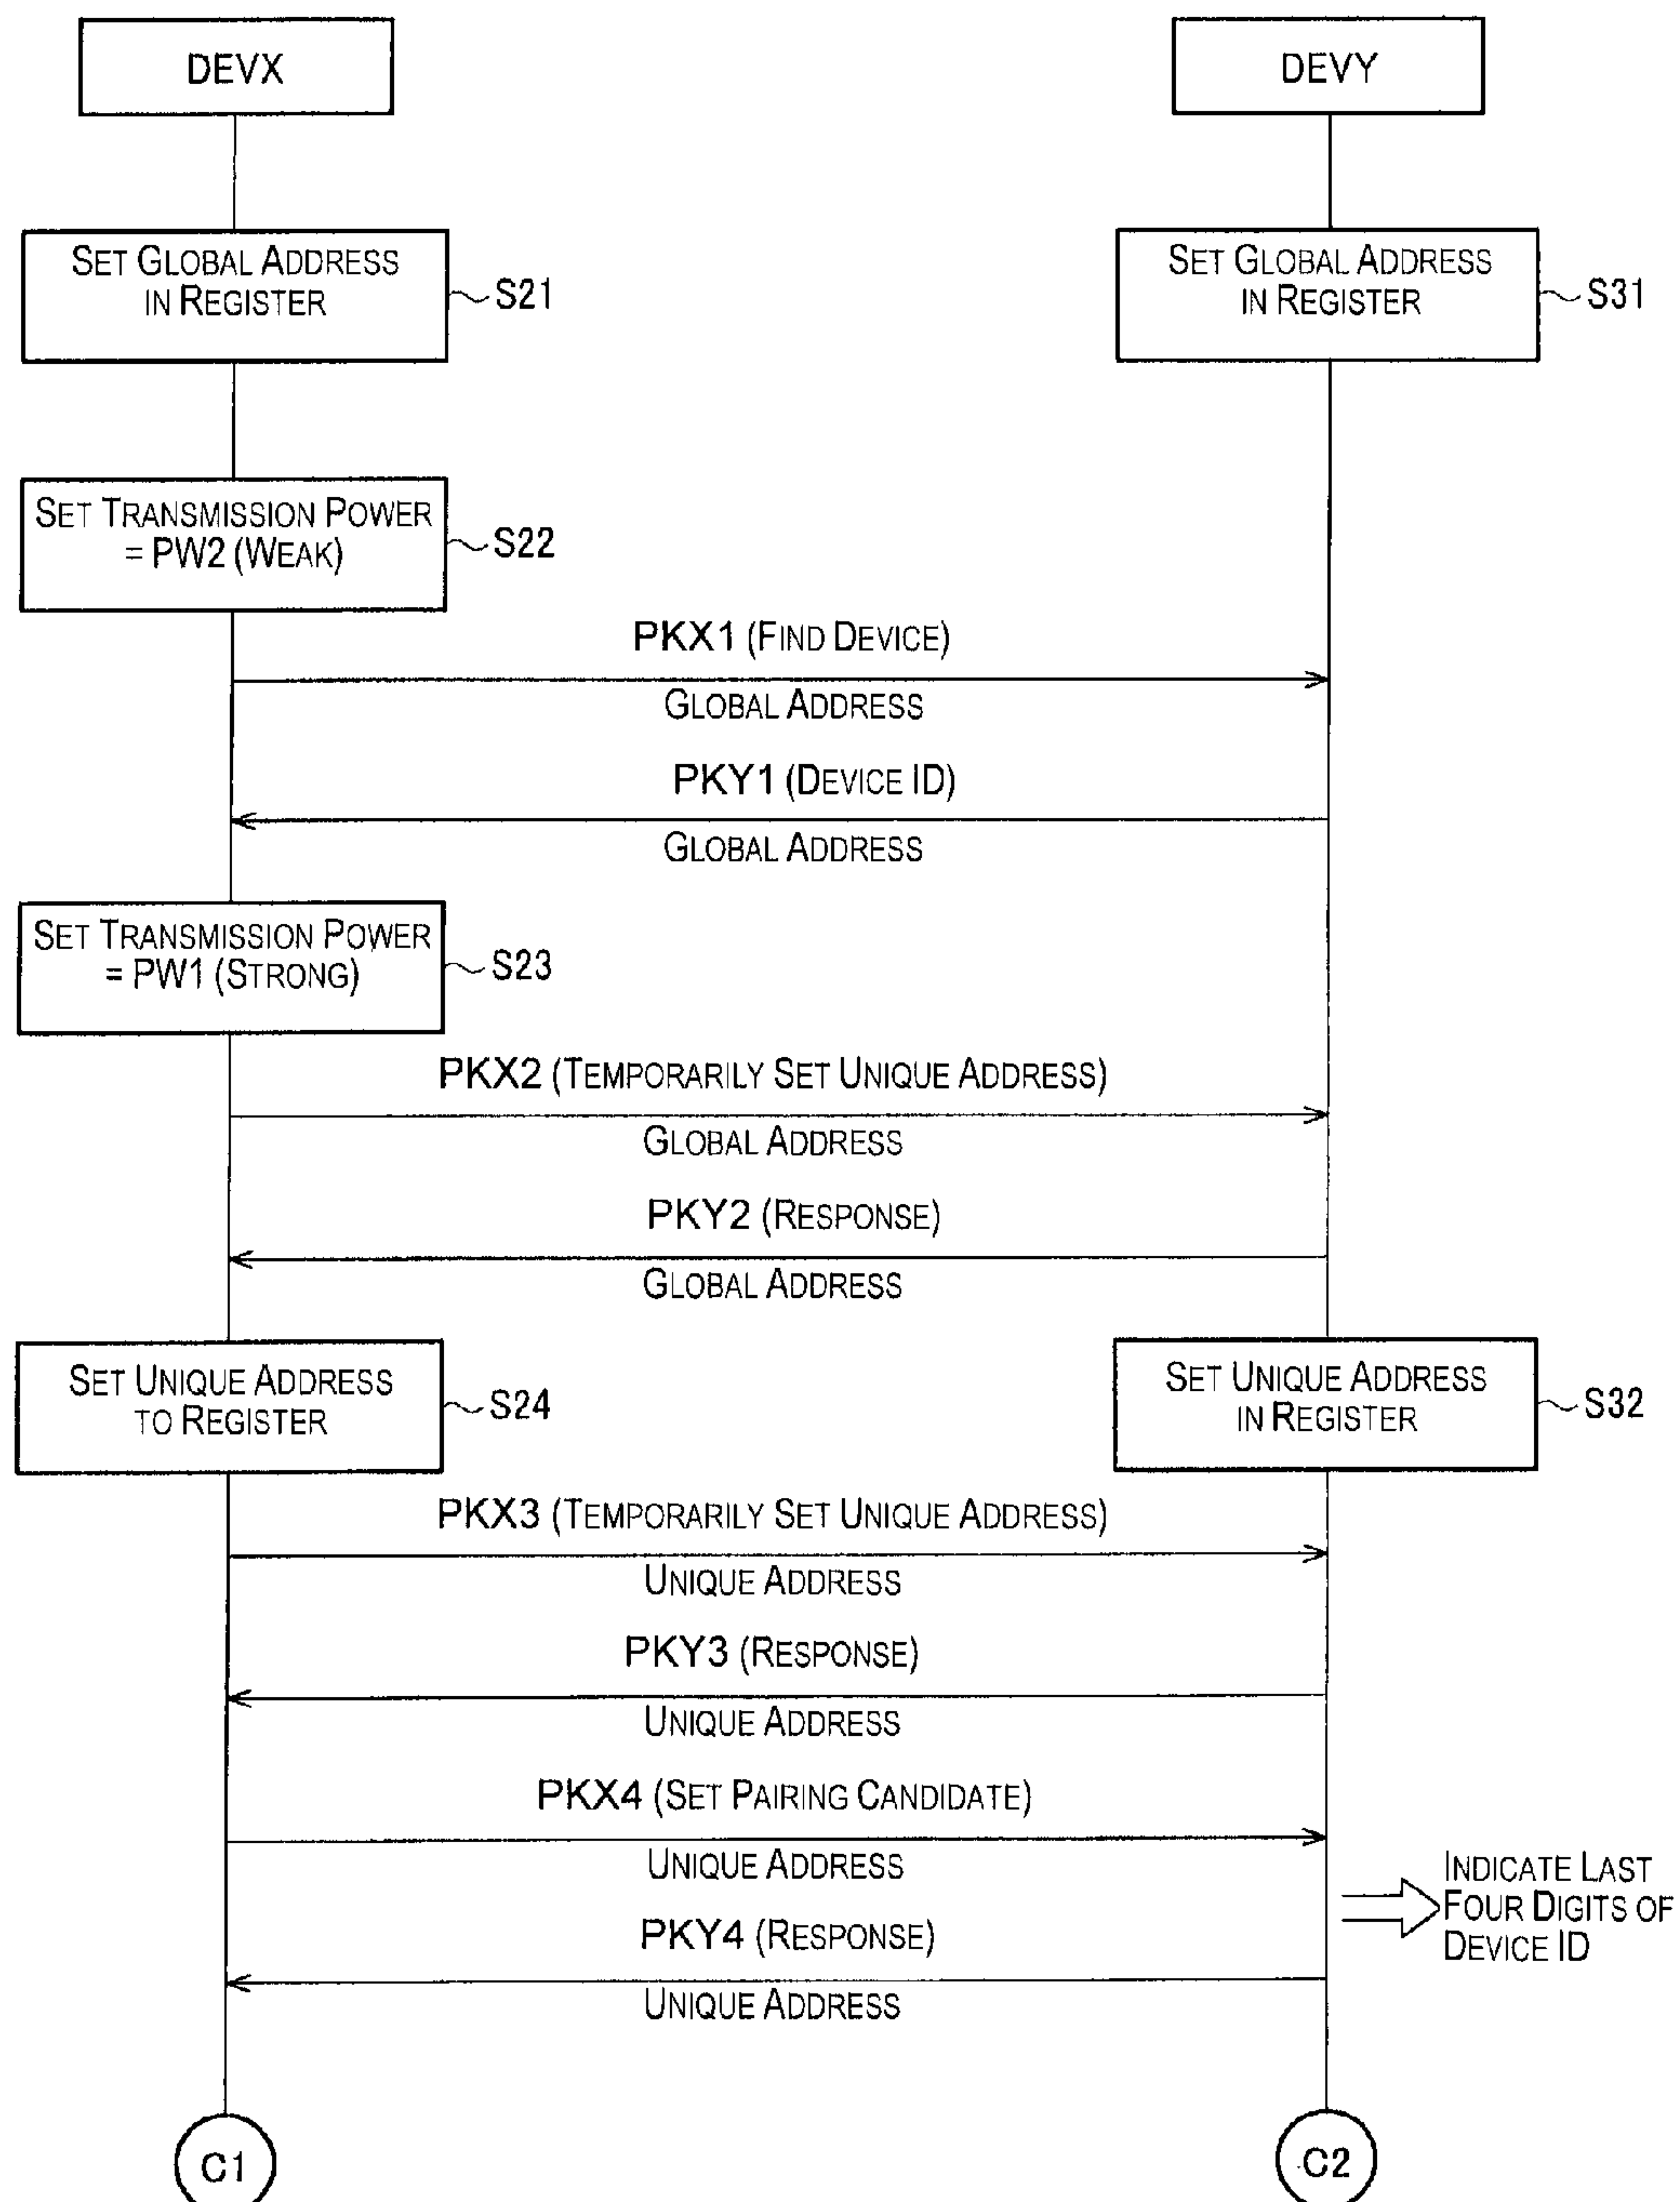 DEVX
DEVY
SET GLOBAL ADDRESS
IN REGISTER
S21
SET GLOBAL ADDRESS
IN REGISTER
S31
SET TRANSMISSION POWER
= PW2 (WEAK)
S22
PKX1 (FIND DEVICE)
GLOBAL ADDRESS
PKY1 (DEVICE ID)
GLOBAL ADDRESS
SET TRANSMISSION POWER
= PW1 (STRONG)
S23
PKX2 (TEMPORARILY SET UNIQUE ADDRESS)
GLOBAL ADDRESS
PKY2 (RESPONSE)
GLOBAL ADDRESS
SET UNIQUE ADDRESS
TO REGISTER
S24
SET UNIQUE ADDRESS
IN REGISTER
S32
PKX3 (TEMPORARILY SET UNIQUE ADDRESS)
UNIQUE ADDRESS
PKY3 (RESPONSE)
UNIQUE ADDRESS
PKX4 (SET PAIRING CANDIDATE)
UNIQUE ADDRESS
INDICATE LAST
FOUR DIGITS OF
DEVICE ID
PKY4 (RESPONSE)
UNIQUE ADDRESS
C1
C2